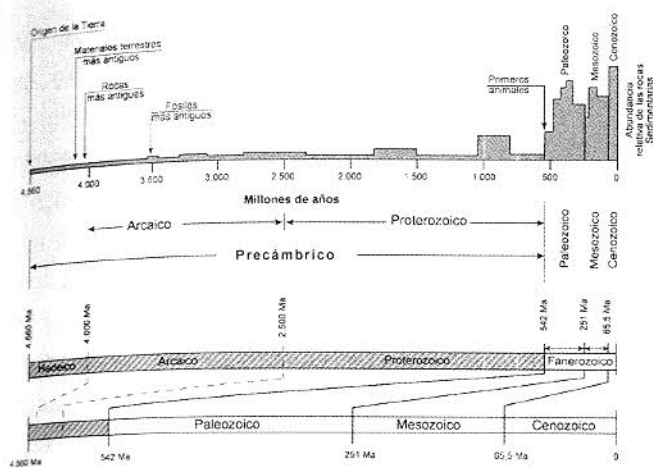 Origen de la Tierra
Materiales terrestres
más antiguos
Rocas
más antiguas
Fósiles
más antiguos
Primeros
animales
Paleozoico
Mesozoico
Cenozoico
Abundancia
relativa de las rocas
Sedimentarias
4.560
4.000
3.500
3.000
2.500
2.000
1.500
1.000
500
0
Millones de años
Arcaico
Proterozoico
Precámbrico
Paleozoico
Mesozoico
Cenozoico
4.560 Ma
4.000 Ma
2.500 Ma
542 Ma
251 Ma
65,5 Ma
Hadeico
Arcaico
Proterozoico
Fanerozoico
Paleozoico
Mesozoico
Cenozoico
4.560 Ma
542 Ma
251 Ma
65,5 Ma
0